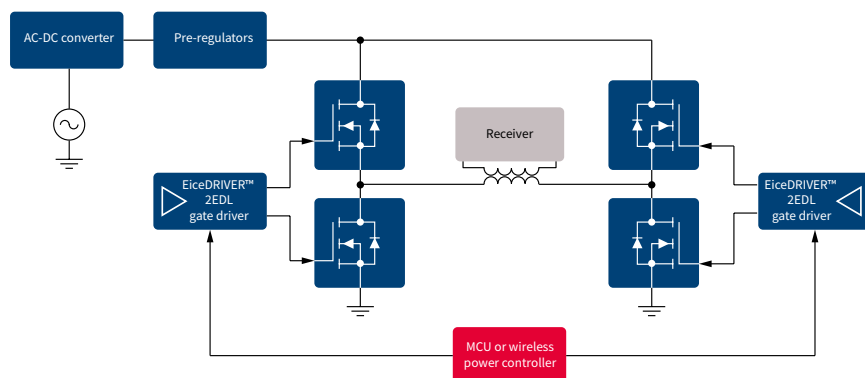 AC-DC converter
Pre-regulators
Receiver
EiceDRIVER™
2EDL
gate driver
EiceDRIVER™
2EDL
gate driver
MCU or wireless
power controller